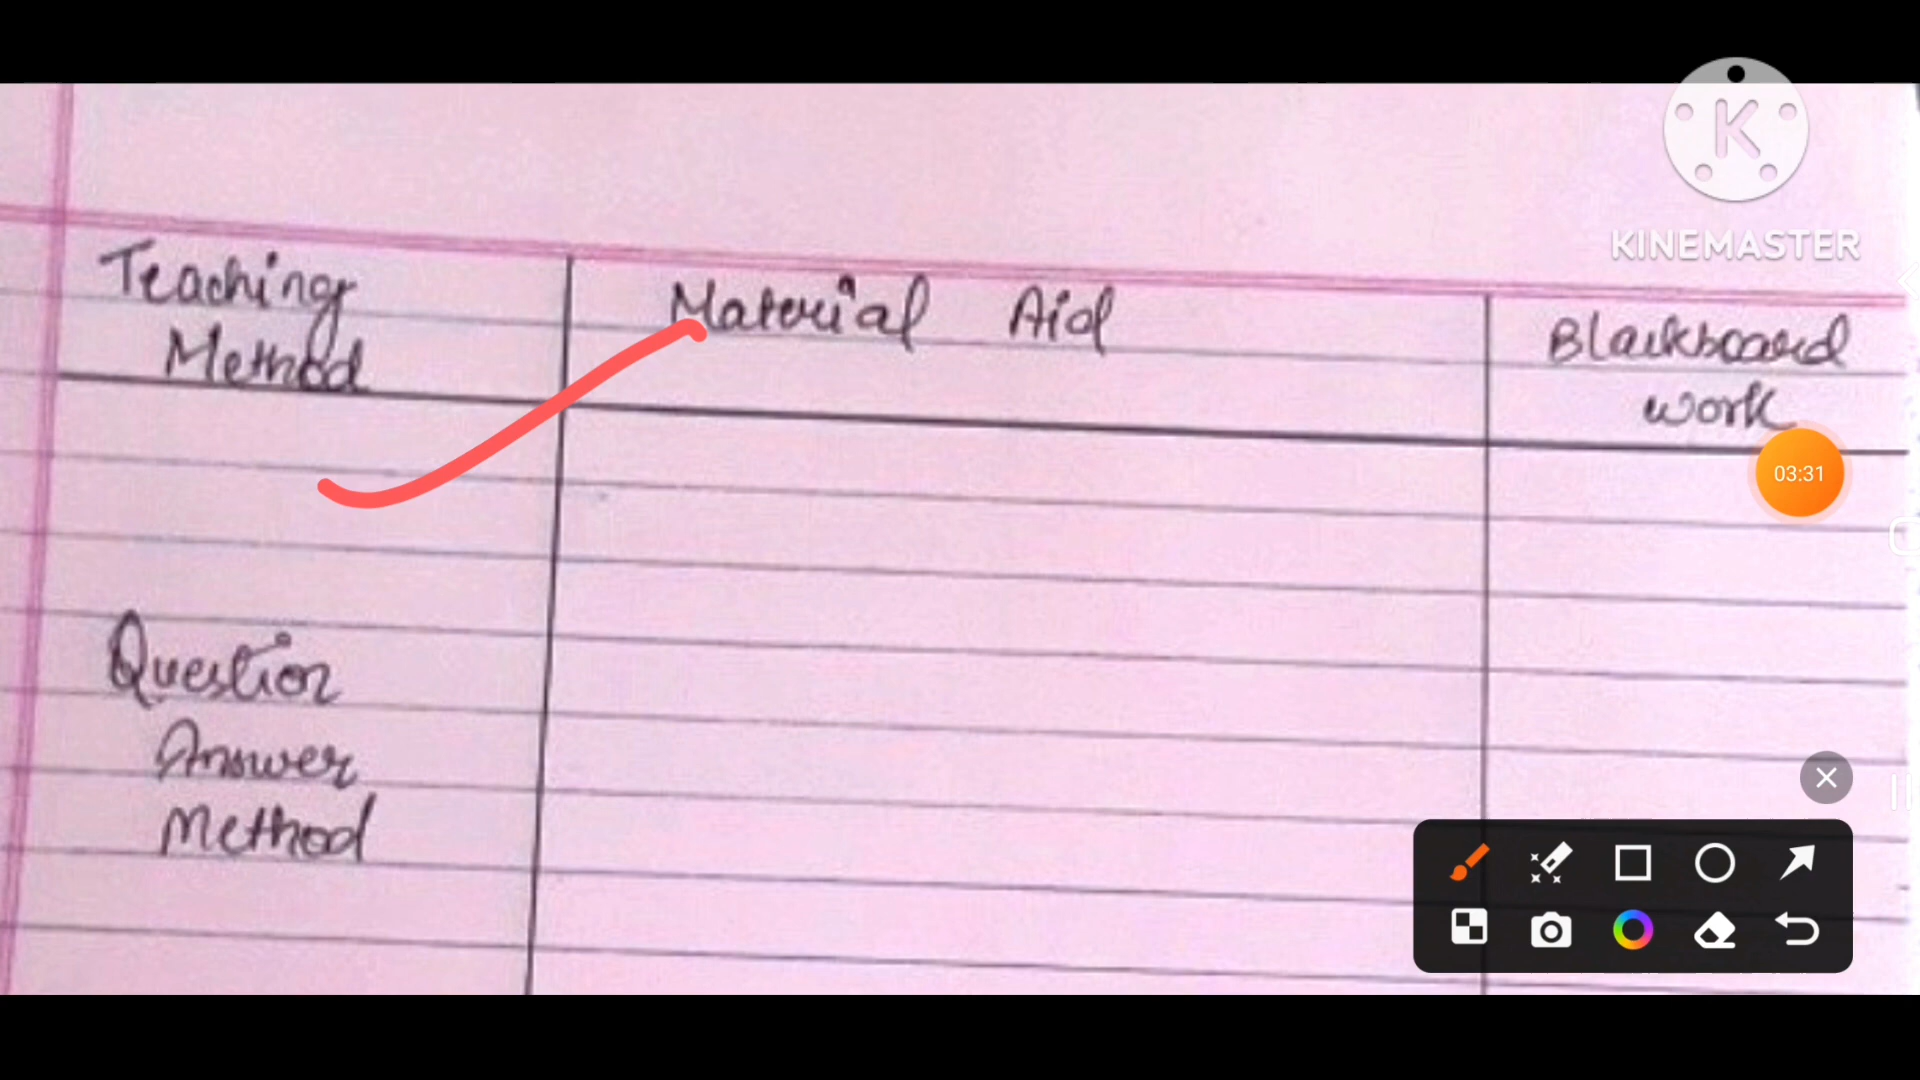 KINEMASTER
Teaching Method
Material Aid
Blackboard work
03:31
Question
Answer
Method